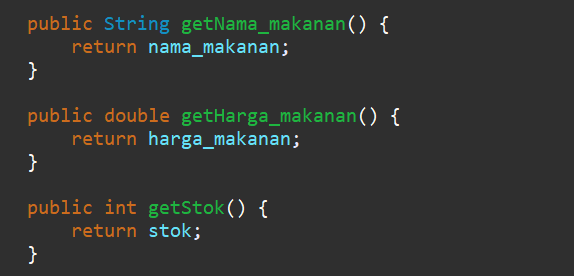 public String getNama_makanan() {
    return nama_makanan;
}

public double getHarga_makanan() {
    return harga_makanan;
}

public int getStok() {
    return stok;
}